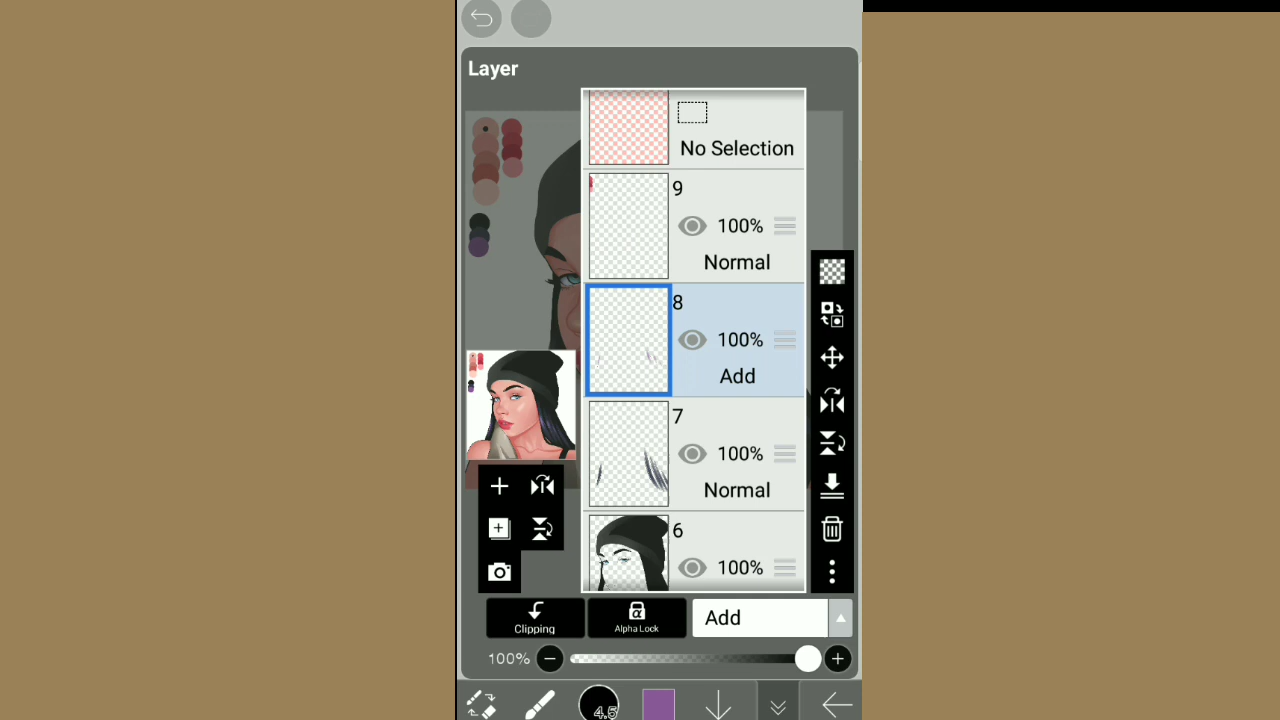 Layer
No Selection
9
100%
Normal
8
100%
Add
7
100%
Normal
6
100%
Clipping
Alpha Lock
Add
100%
4.5